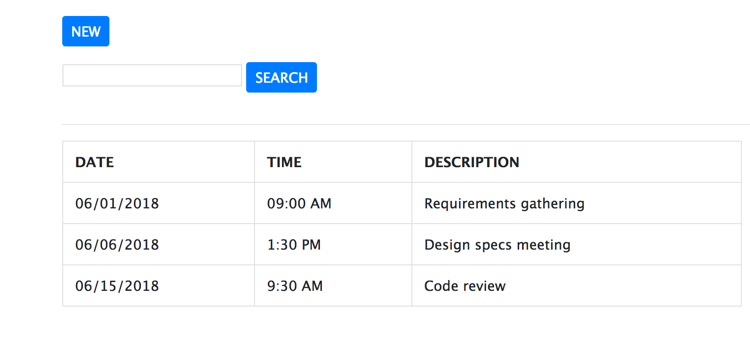 NEW
SEARCH
DATE TIME DESCRIPTION
06/01/2018 09:00 AM Requirements gathering
06/06/2018 1:30 PM Design specs meeting
06/15/2018 9:30 AM Code review